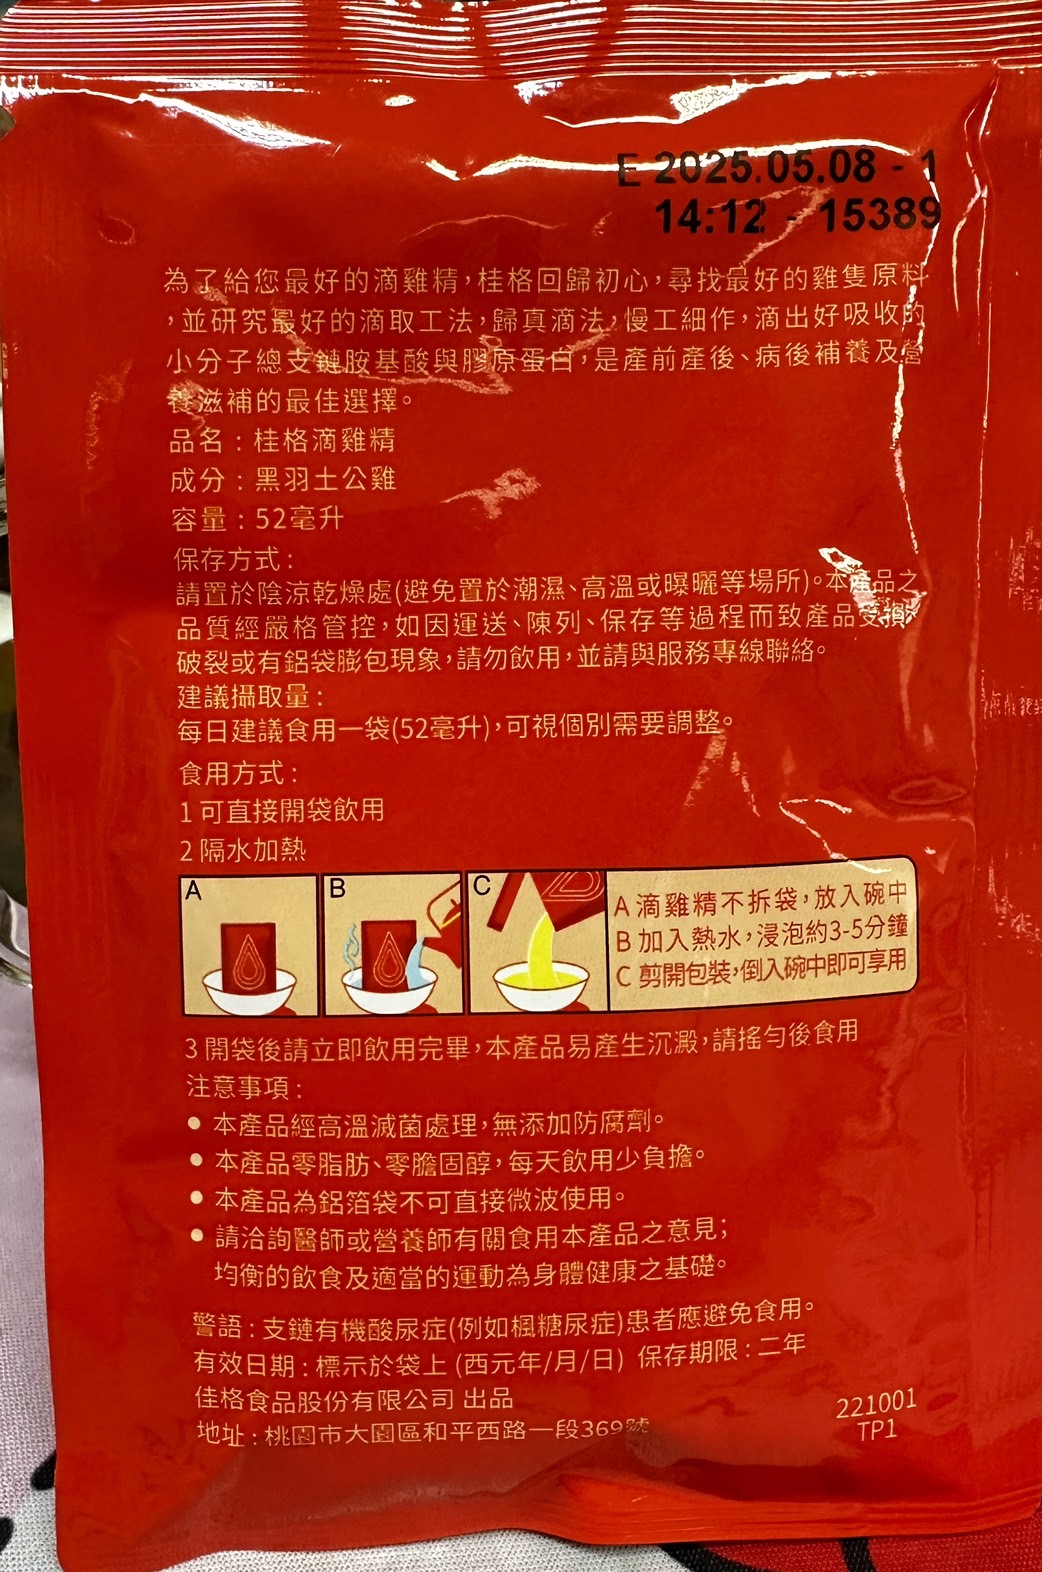 E 2025.05.08 - 1
14:12 - 15389
為了給您最好的滴雞精，桂格回歸初心，尋找最好的雞隻原料
，並研究最好的滴取工法，歸真滴法，慢工細作，滴出好吸收的
小分子總支鏈胺基酸與膠原蛋白，是產前產後、病後補養及營
養滋補的最佳選擇。
品名：桂格滴雞精
成分：黑羽土公雞
容量：52毫升
保存方式：
請置於陰涼乾燥處(避免置於潮濕、高溫或曝曬等場所)。本產品之
品質經嚴格管控，如因運送、陳列、保存等過程而致產品受損、
破裂或有鋁袋膨包現象，請勿飲用，並請與服務專線聯絡。
建議攝取量：
每日建議食用一袋(52毫升)，可視個別需要調整。
食用方式：
1 可直接開袋飲用
2 隔水加熱
A B C
A 滴雞精不拆袋，放入碗中
B 加入熱水，浸泡約3-5分鐘
C 剪開包裝，倒入碗中即可享用
3 開袋後請立即飲用完畢，本產品易產生沉澱，請搖勻後食用
注意事項：
● 本產品經高溫滅菌處理，無添加防腐劑。
● 本產品零脂肪、零膽固醇，每天飲用少負擔。
● 本產品為鋁箔袋不可直接微波使用。
● 請洽詢醫師或營養師有關食用本產品之意見；
均衡的飲食及適當的運動為身體健康之基礎。
警語：支鏈有機酸尿症(例如楓糖尿症)患者應避免食用。
有效日期：標示於袋上 (西元年/月/日) 保存期限：二年
佳格食品股份有限公司 出品
地址：桃園市大園區和平西路一段369號
221001
TP1